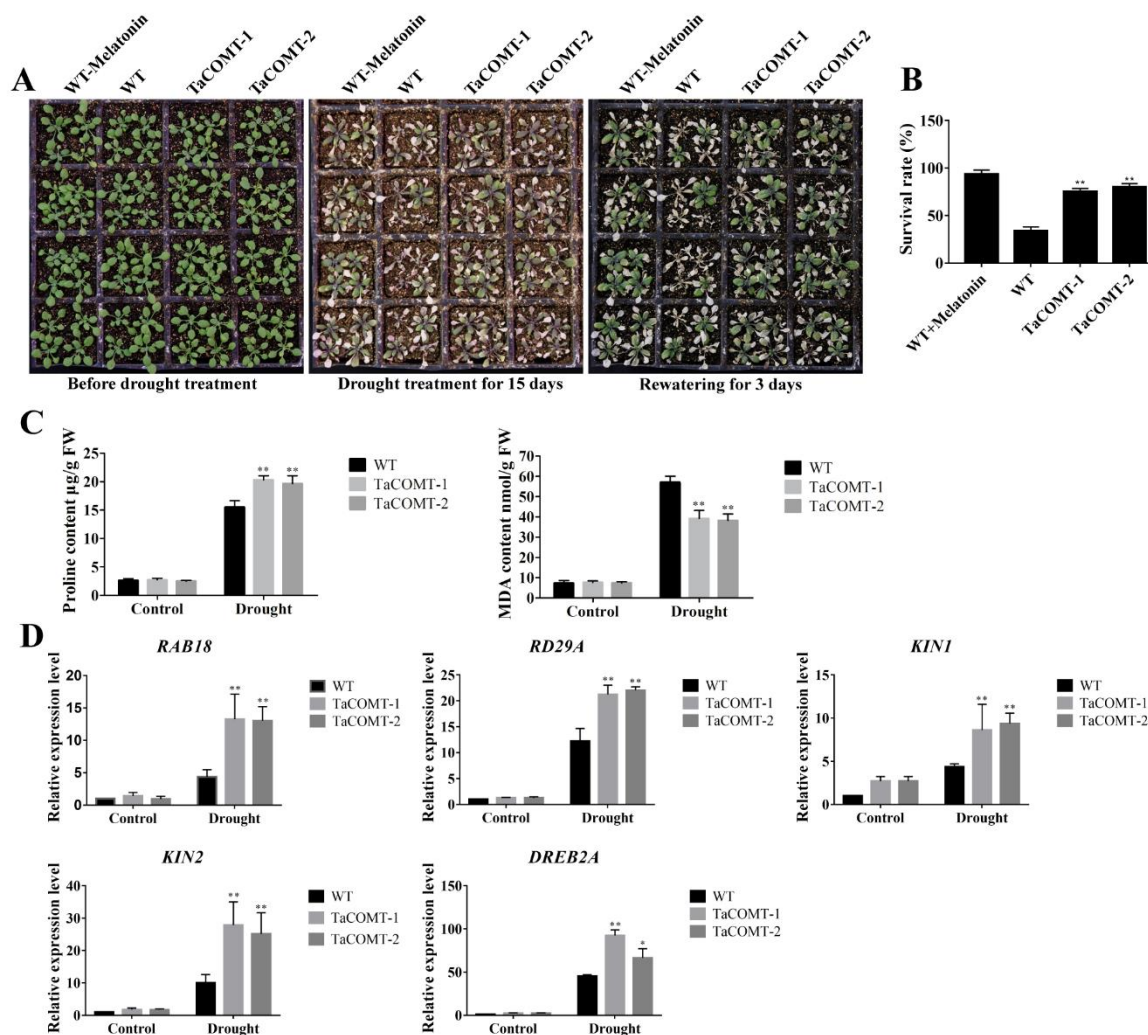 A
WT-Melatonin
WT
TaCOMT-1
TaCOMT-2
WT-Melatonin
WT
TaCOMT-1
TaCOMT-2
WT-Melatonin
WT
TaCOMT-1
TaCOMT-2
Before drought treatment
Drought treatment for 15 days
Rewatering for 3 days
B
Survival rate (%)
150
100
50
0
**
**
WT+Melatonin
WT
TaCOMT-1
TaCOMT-2
C
Proline content µg/g FW
25
20
15
10
5
0
**
**
Control
Drought
WT
TaCOMT-1
TaCOMT-2
MDA content nmol/g FW
70
60
50
40
30
20
10
0
**
**
Control
Drought
WT
TaCOMT-1
TaCOMT-2
D
RAB18
Relative expression level
20
15
10
5
0
**
**
Control
Drought
WT
TaCOMT-1
TaCOMT-2
RD29A
Relative expression level
25
20
15
10
5
0
**
**
Control
Drought
WT
TaCOMT-1
TaCOMT-2
KIN1
Relative expression level
15
10
5
0
**
**
Control
Drought
WT
TaCOMT-1
TaCOMT-2
KIN2
Relative expression level
40
30
20
10
0
**
**
Control
Drought
WT
TaCOMT-1
TaCOMT-2
DREB2A
Relative expression level
150
100
50
0
**
*
Control
Drought
WT
TaCOMT-1
TaCOMT-2